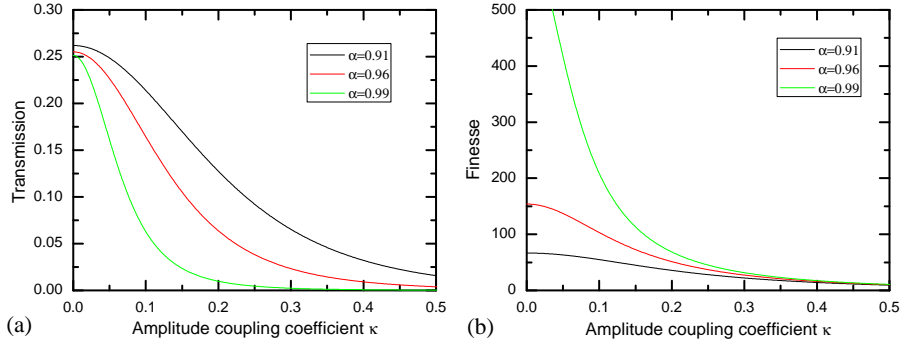 0.30
0.25
0.20
0.15
0.10
0.05
0.00
Transmission
α=0.91
α=0.96
α=0.99
0.0 0.1 0.2 0.3 0.4 0.5
(a) Amplitude coupling coefficient κ
500
400
300
200
100
0
Finesse
α=0.91
α=0.96
α=0.99
0.0 0.1 0.2 0.3 0.4 0.5
(b) Amplitude coupling coefficient κ